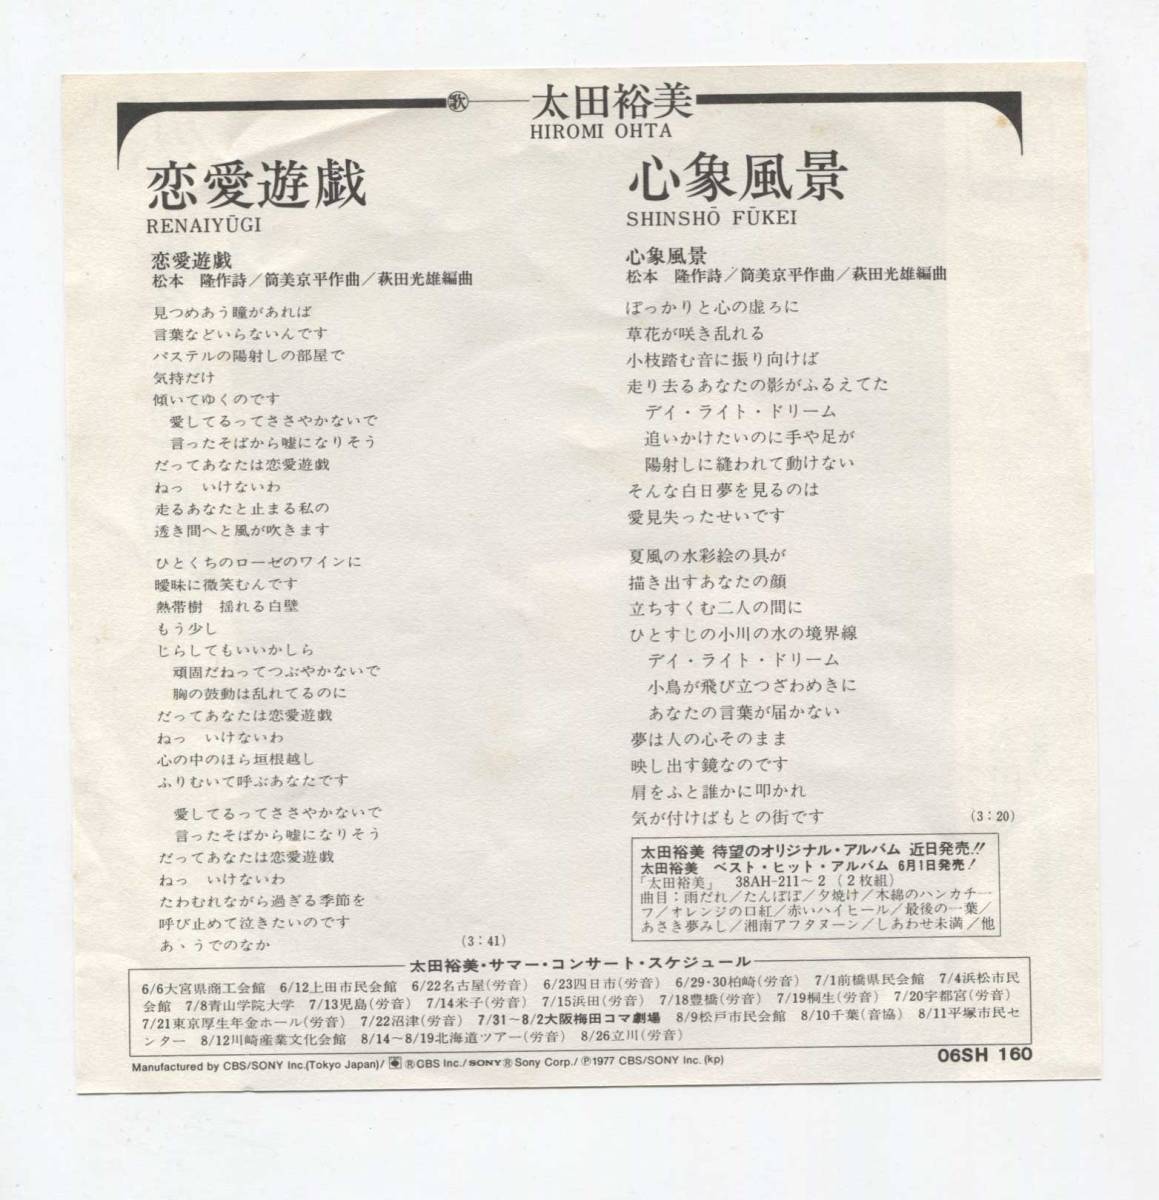 歌 太田裕美
HIROMI OHTA
恋愛遊戯
RENAIYŪGI
恋愛遊戯
松本 隆作詩／筒美京平作曲／萩田光雄編曲
見つめあう瞳があれば
言葉などいらないんです
パステルの陽射しの部屋で
気持だけ
傾いてゆくのです
愛してるってささやかないで
言ったそばから嘘になりそう
だってあなたは恋愛遊戯
ねっ いけないわ
走るあなたと止まる私の
透き間へと風が吹きます
ひとくちのローゼのワインに
曖昧に微笑むんです
熱帯樹 揺れる白壁
もう少し
じらしてもいいかしら
頑固だねってつぶやかないで
胸の鼓動は乱れてるのに
だってあなたは恋愛遊戯
ねっ いけないわ
心の中のほら垣根越し
ふりむいて呼ぶあなたです
愛してるってささやかないで
言ったそばから嘘になりそう
だってあなたは恋愛遊戯
ねっ いけないわ
たわむれながら過ぎる季節を
呼び止めて泣きたいのです
あゝうでのなか
(3:41)
心象風景
SHINSHŌ FŪKEI
心象風景
松本 隆作詩／筒美京平作曲／萩田光雄編曲
ぽっかりと心の虚ろに
草花が咲き乱れる
小枝踏む音に振り向けば
走り去るあなたの影がふるえてた
デイ・ライト・ドリーム
追いかけたいのに手や足が
陽射しに縫われて動けない
そんな白日夢を見るのは
愛見失ったせいです
夏風の水彩絵の具が
描き出すあなたの顔
立ちすくむ二人の間に
ひとすじの小川の水の境界線
デイ・ライト・ドリーム
小鳥が飛び立つざわめきに
あなたの言葉が届かない
夢は人の心そのまま
映し出す鏡なのです
肩をふと誰かに叩かれ
気が付けばもとの街です
(3:20)
太田裕美 待望のオリジナル・アルバム 近日発売!!
太田裕美 ベスト・ヒット・アルバム 6月1日発売!
「太田裕美」 38AH-211～2（2枚組）
曲目：雨だれ／たんぽぽ／夕焼け／木綿のハンカチー
フ／オレンジの口紅／赤いハイヒール／最後の一葉／
あさき夢みし／湘南アフタヌーン／しあわせ未満／他
太田裕美・サマー・コンサート・スケジュール
6/6大宮県商工会館 6/12上田市民会館 6/22名古屋(労音) 6/23四日市(労音) 6/29・30柏崎(労音) 7/1前橋県民会館 7/4浜松市民
会館 7/8青山学院大学 7/13児島(労音) 7/14米子(労音) 7/15浜田(労音) 7/18豊橋(労音) 7/19桐生(労音) 7/20宇都宮(労音)
7/21東京厚生年金ホール(労音) 7/22沼津(労音) 7/31～8/2大阪梅田コマ劇場 8/9松戸市民会館 8/10千葉(音協) 8/11平塚市民セ
ンター 8/12川崎産業文化会館 8/14～8/19北海道ツアー(労音) 8/26立川(労音)
Manufactured by CBS/SONY Inc.(Tokyo Japan)/ ®CBS Inc./SONY®Sony Corp./Ⓟ1977 CBS/SONY Inc. (kp)
06SH 160